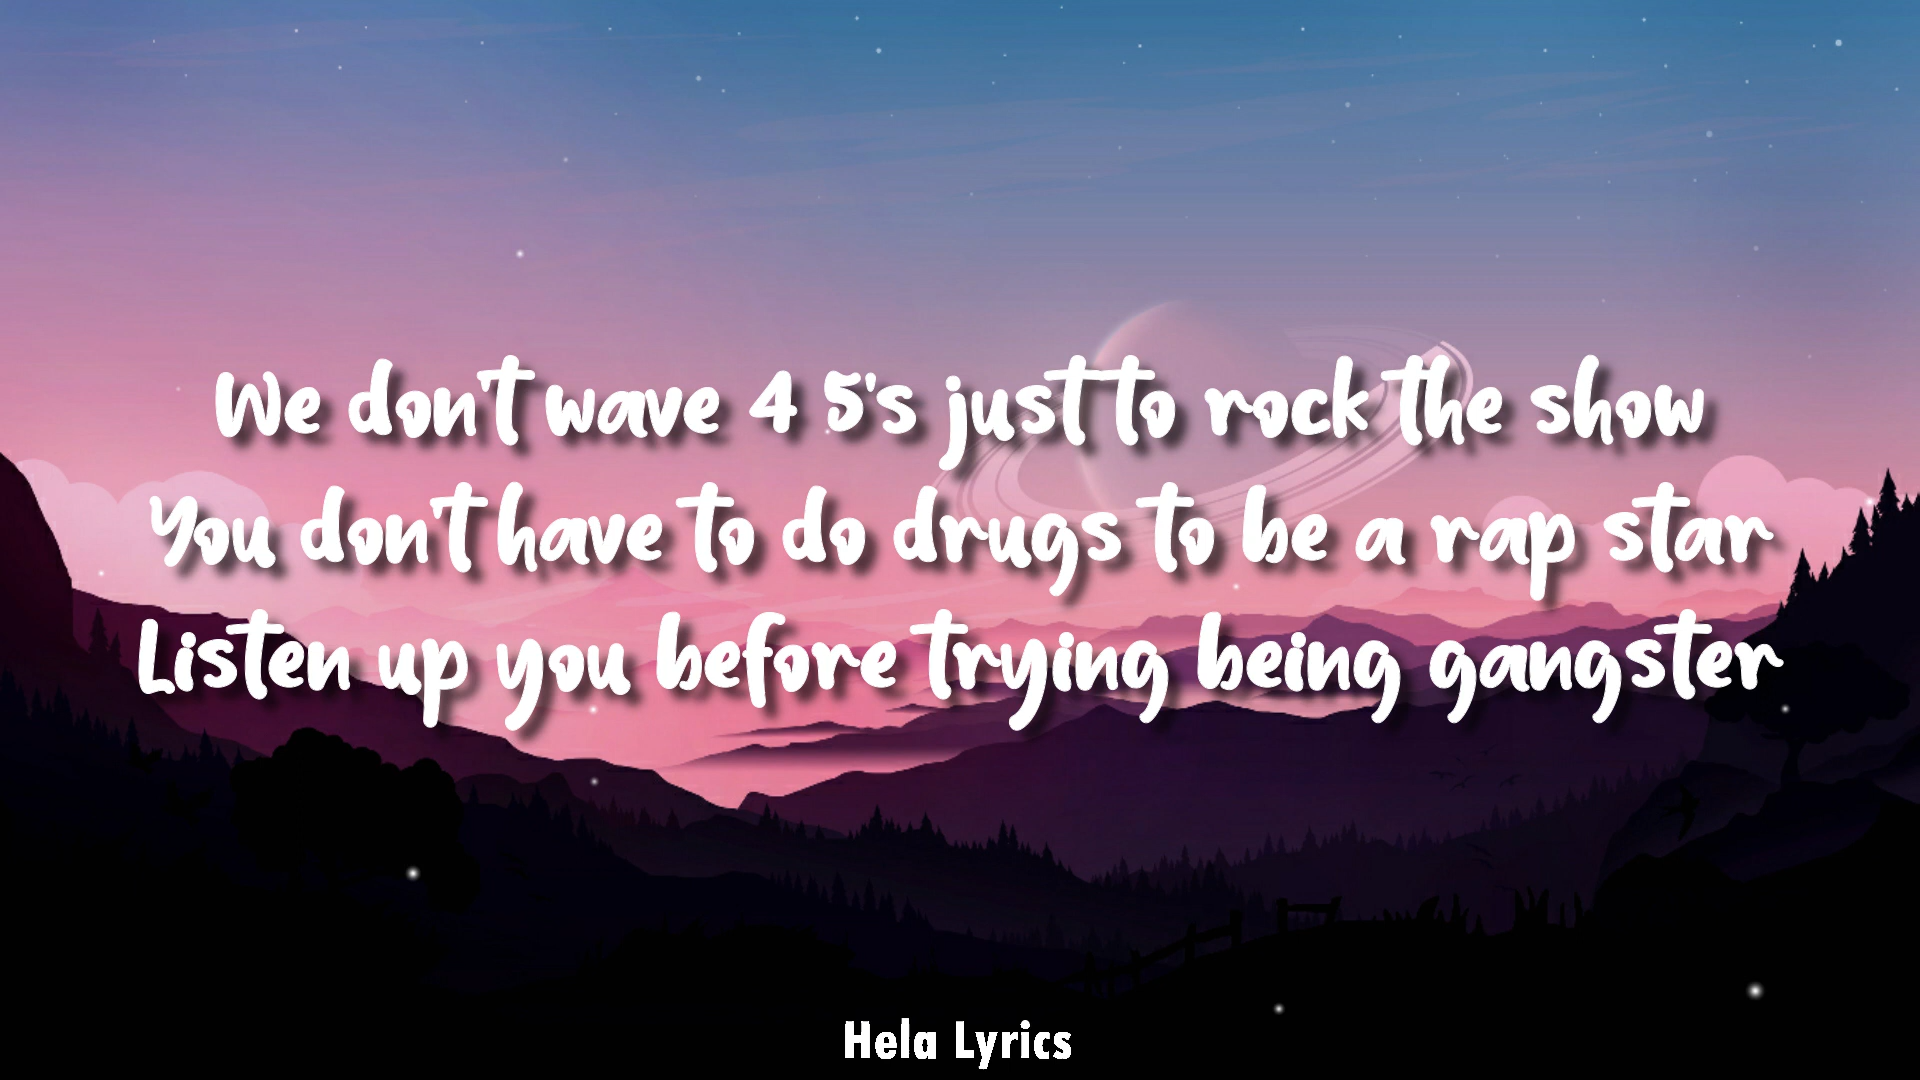 We don't wave 4 5's just to rock the show
You don't have to do drugs to be a rap star
Listen up you before trying being gangster
Hela Lyrics